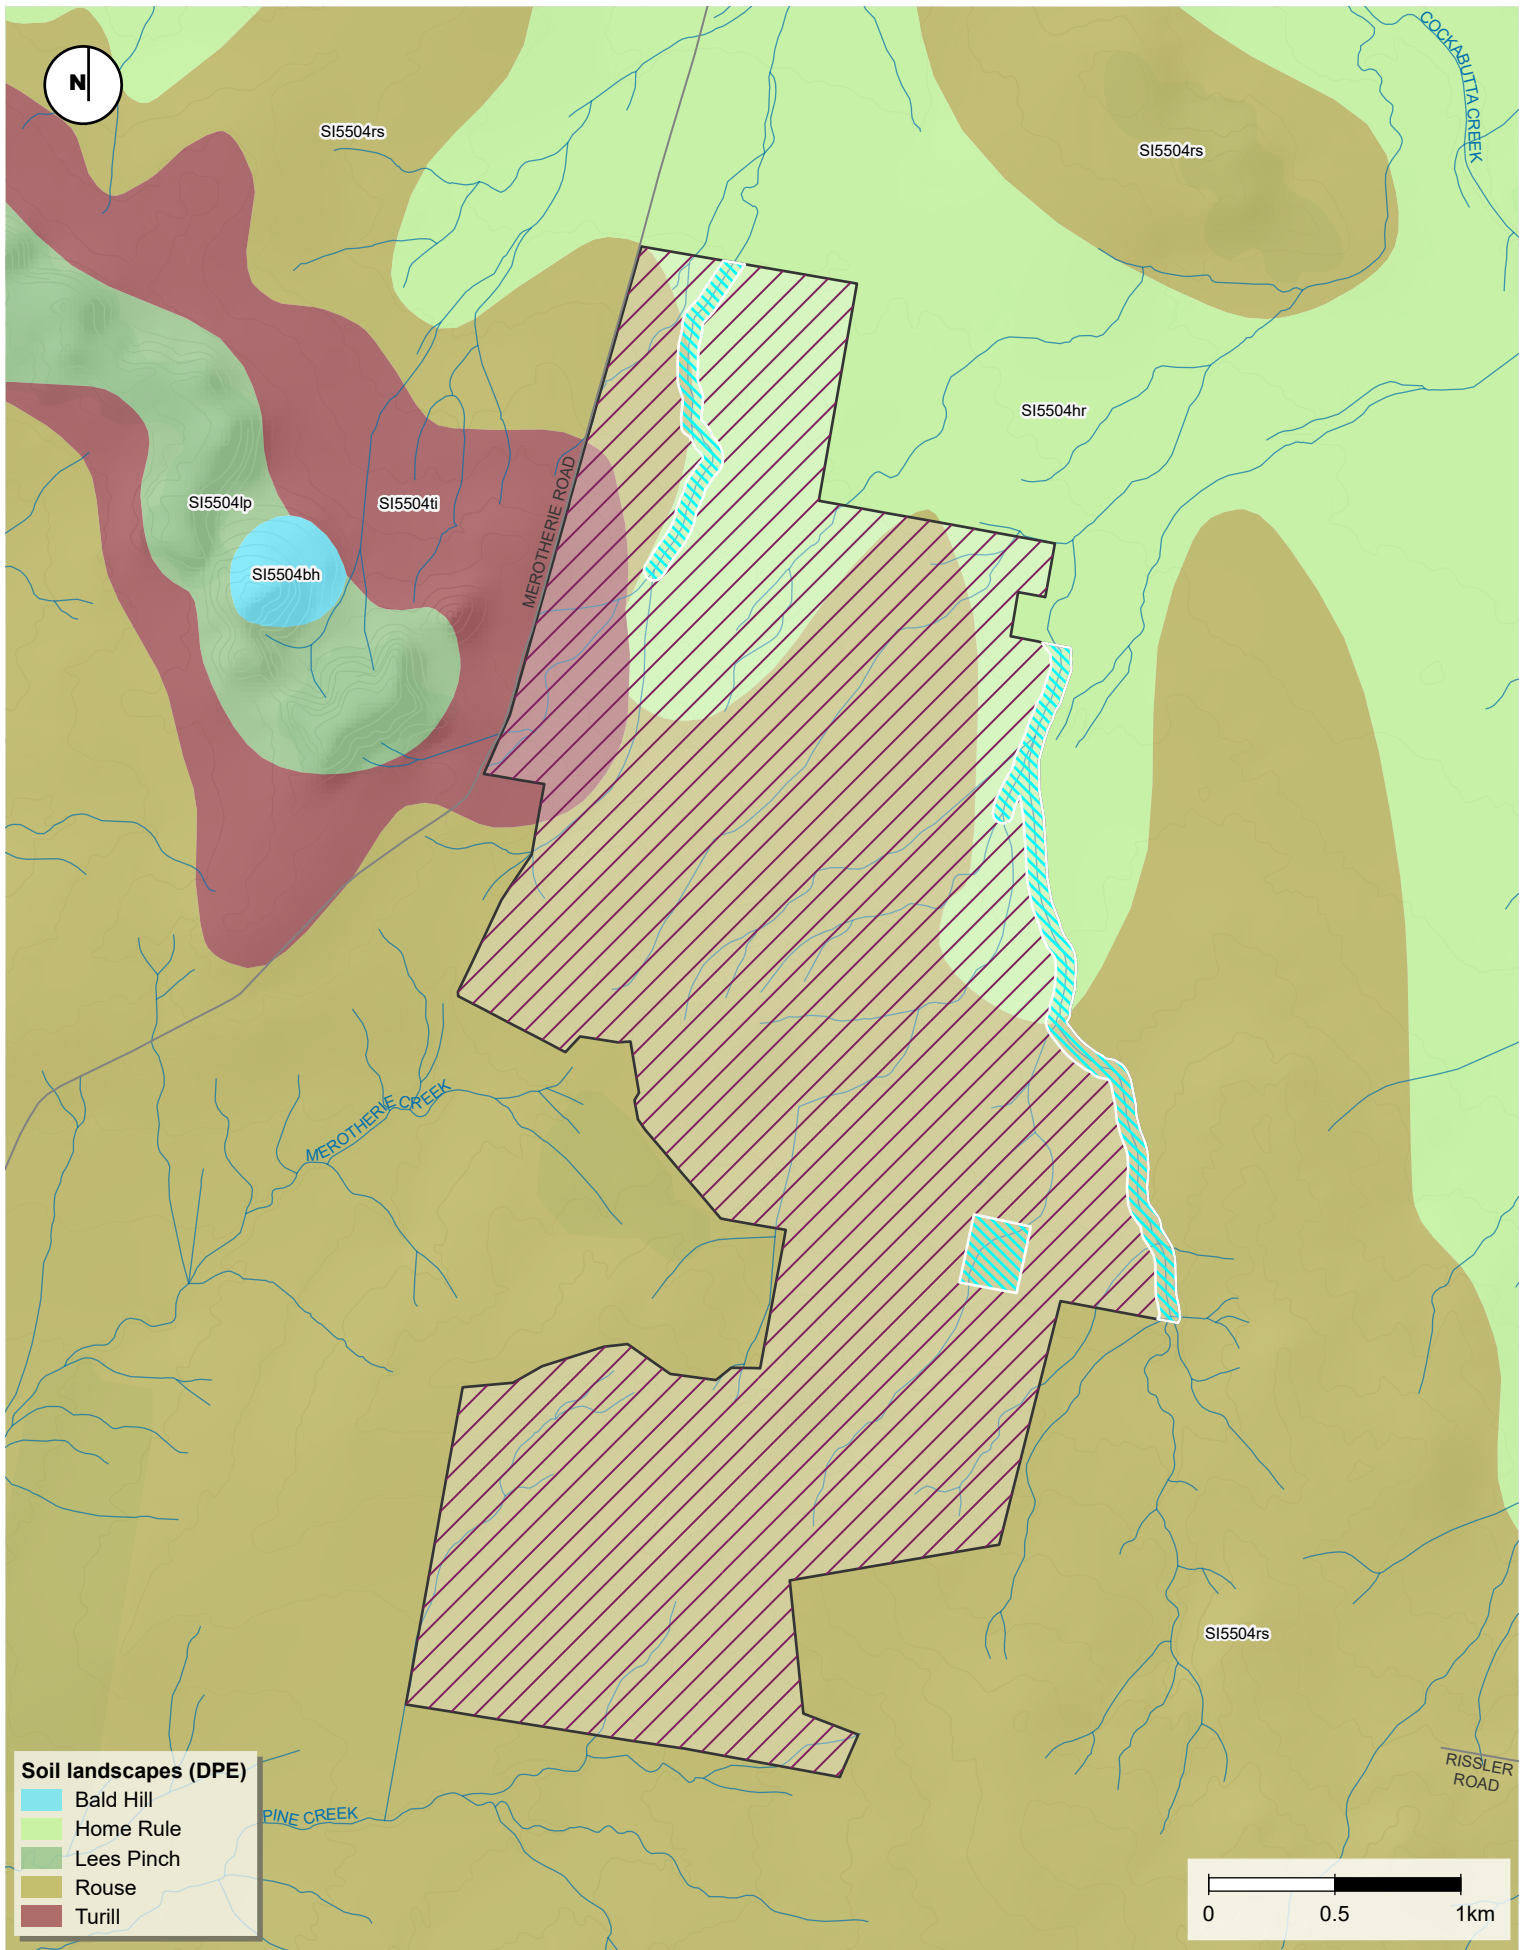 COCKABUTTA CREEK
N
SI5504rs
SI5504rs
SI5504hr
MEROTHERIE ROAD
SI5504lp
SI5504ti
SI5504bh
MEROTHERIE CREEK
SI5504rs
RISSLER
ROAD
PINE CREEK
Soil landscapes (DPE)
Bald Hill
Home Rule
Lees Pinch
Rouse
Turill
0 0.5 1km